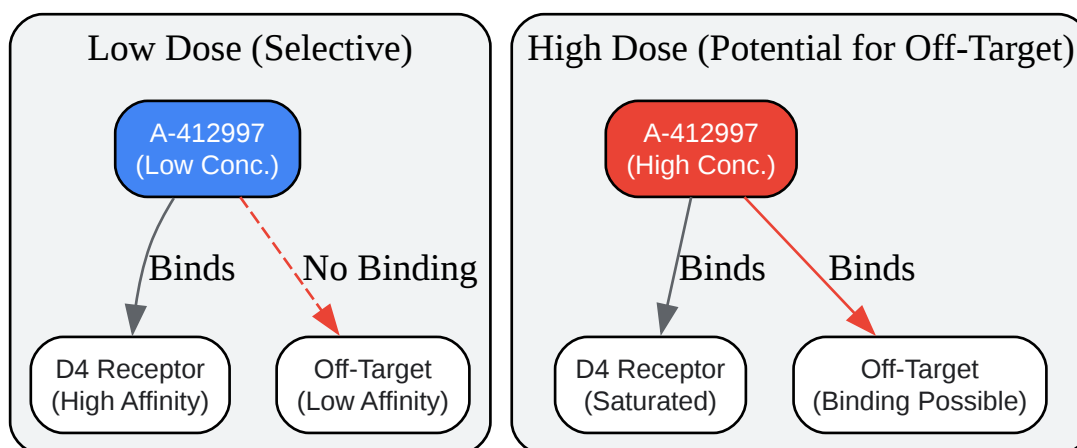 Low Dose (Selective)
A-412997
(Low Conc.)
Binds
No Binding
D4 Receptor
(High Affinity)
Off-Target
(Low Affinity)
High Dose (Potential for Off-Target)
A-412997
(High Conc.)
Binds
Binds
D4 Receptor
(Saturated)
Off-Target
(Binding Possible)